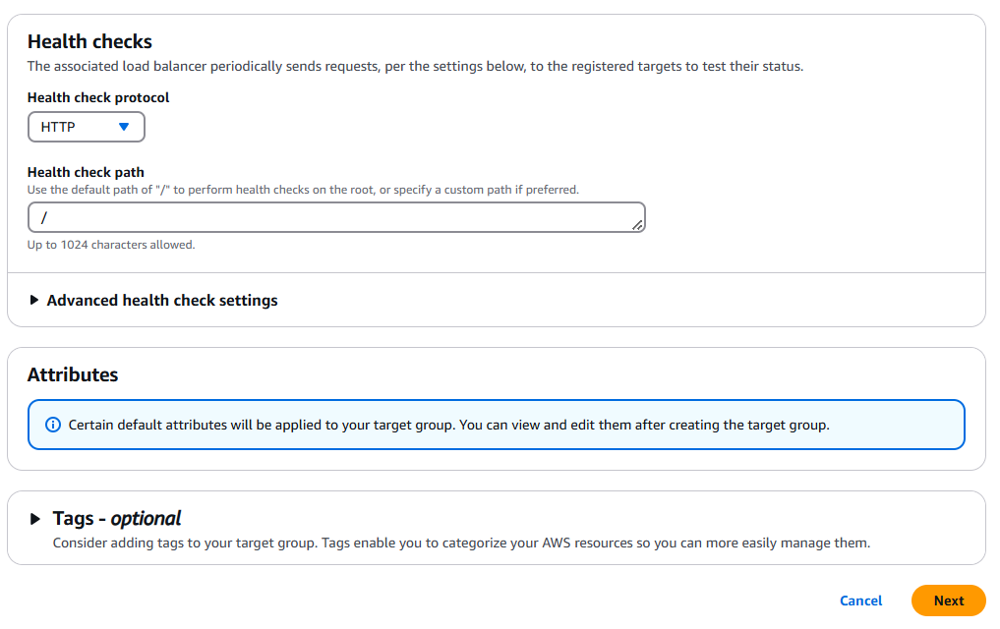 Health checks
The associated load balancer periodically sends requests, per the settings below, to the registered targets to test their status.
Health check protocol
HTTP
Health check path
Use the default path of "/" to perform health checks on the root, or specify a custom path if preferred.
/
Up to 1024 characters allowed.
Advanced health check settings
Attributes
Certain default attributes will be applied to your target group. You can view and edit them after creating the target group.
Tags - optional
Consider adding tags to your target group. Tags enable you to categorize your AWS resources so you can more easily manage them.
Cancel Next